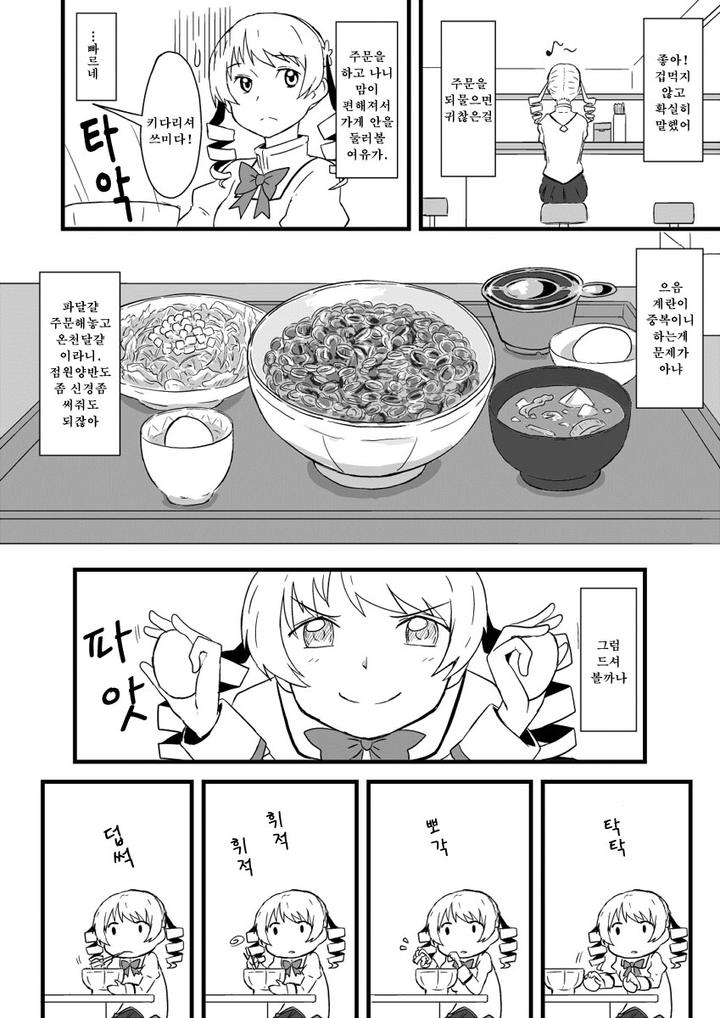 좋아!
겁먹지
않고
확실히
말했어
주문을
되물으면
귀찮은걸
주문을
하고 나니
맘이
편해져서
가게 안을
둘러볼
여유가.
키다리셔
쓰미다!
타악
…빠르네
으음
계란이
중복이니
하는게
문제가
아냐
파달걀
주문해놓고
온천달걀
이라니.
점원양반도
좀 신경좀
써줘도
되잖아
그럼
드셔
볼까나
파앗
탁탁
뽀각
휘적
휘적
덥썩